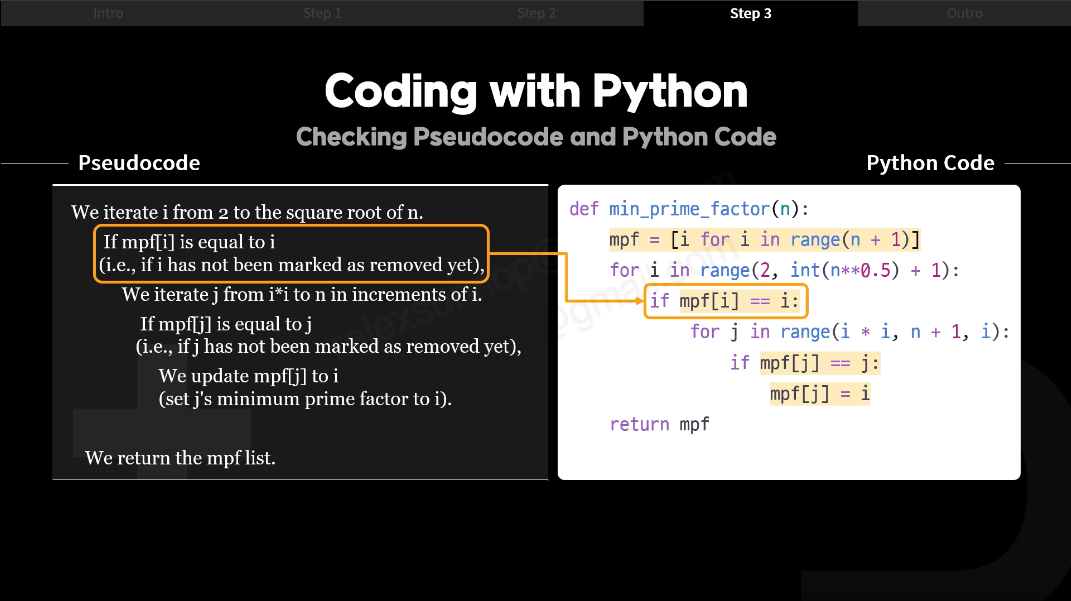 Intro
Step 1
Step 2
Step 3
Outro
Coding with Python
Checking Pseudocode and Python Code
Pseudocode
We iterate i from 2 to the square root of n.
If mpf[i] is equal to i
(i.e., if i has not been marked as removed yet),
We iterate j from i*i to n in increments of i.
If mpf[j] is equal to j
(i.e., if j has not been marked as removed yet),
We update mpf[j] to i
(set j's minimum prime factor to i).
We return the mpf list.
Python Code
def min_prime_factor(n):
mpf = [i for i in range(n + 1)]
for i in range(2, int(n**0.5) + 1):
if mpf[i] == i:
for j in range(i * i, n + 1, i):
if mpf[j] == j:
mpf[j] = i
return mpf